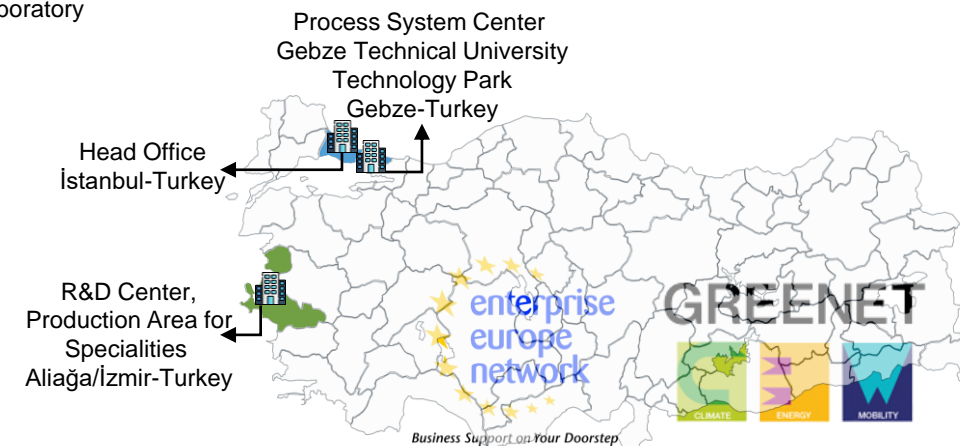 boratory
Process System Center
Gebze Technical University
Technology Park
Gebze-Turkey
Head Office
İstanbul-Turkey
R&D Center,
Production Area for
Specialities
Aliağa/İzmir-Turkey
enterprise
europe
network
Business Support on Your Doorstep
GREENET
CLIMATE
ENERGY
MOBILITY